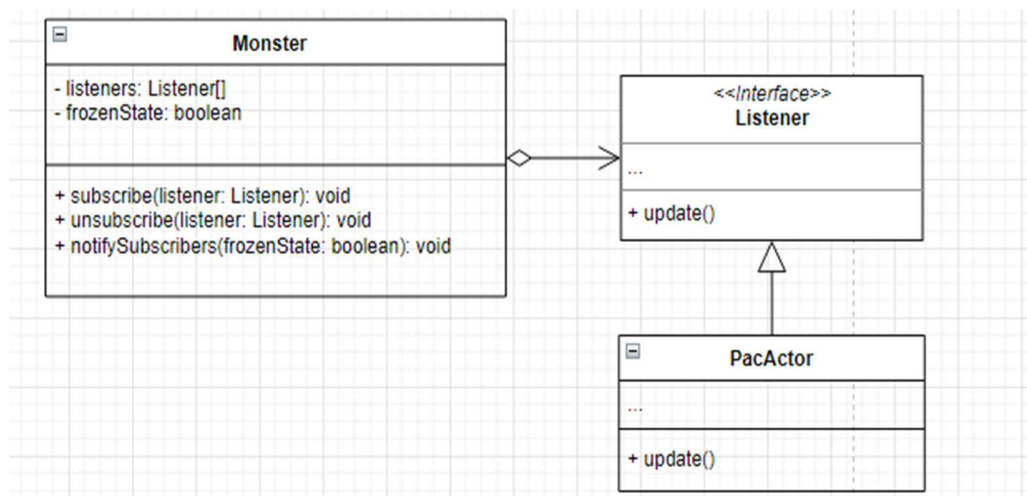 Monster
- listeners: Listener[]
- frozenState: boolean
+ subscribe(listener: Listener): void
+ unsubscribe(listener: Listener): void
+ notifySubscribers(frozenState: boolean): void
<<Interface>>
Listener
...
+ update()
PacActor
...
+ update()